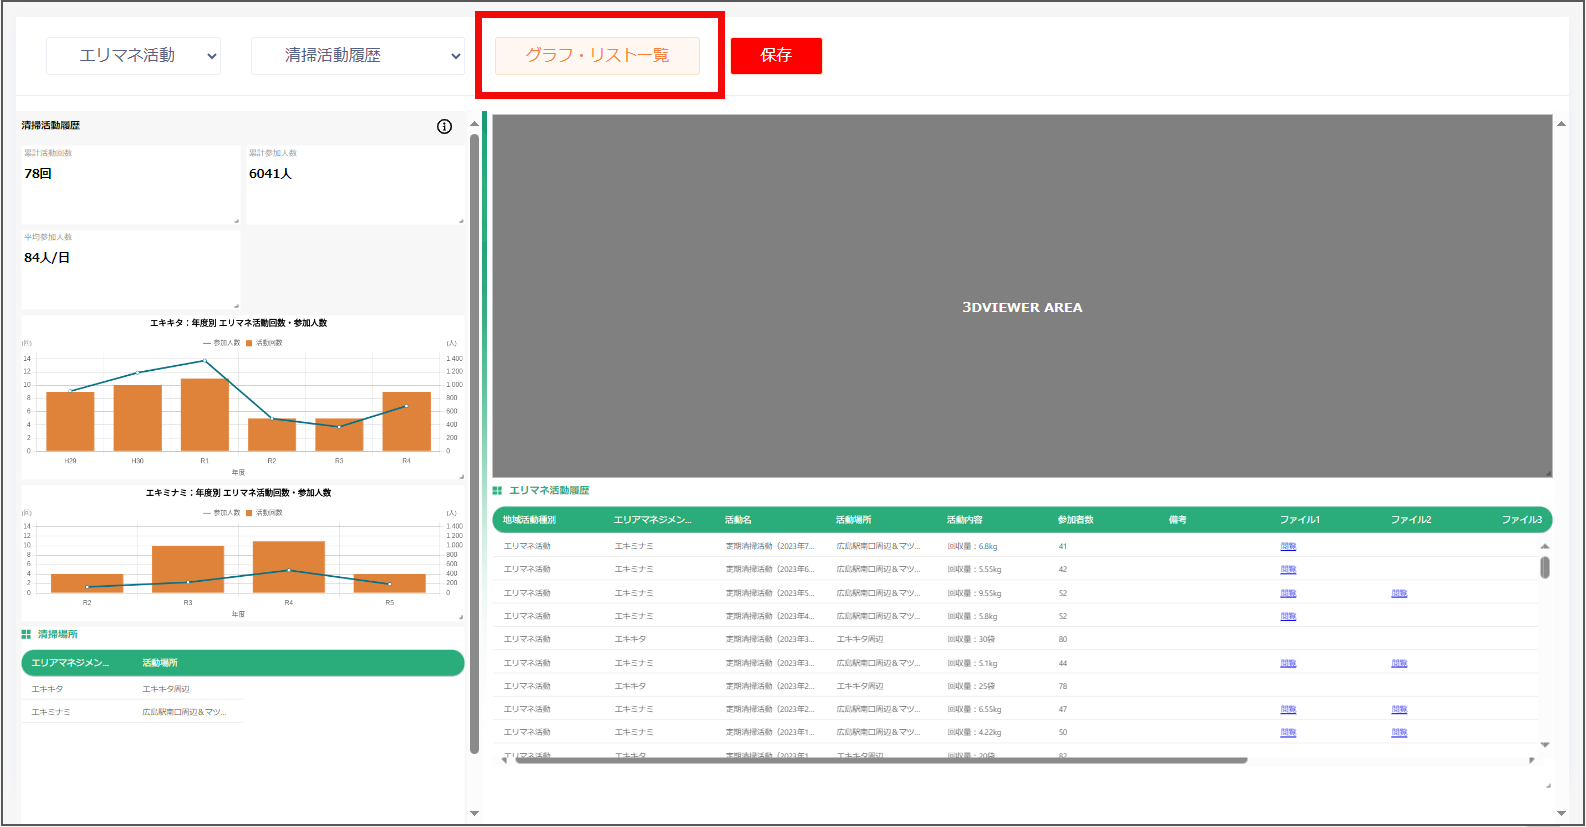 エリマネ活動
清掃活動履歴
グラフ・リスト一覧
保存
清掃活動履歴
累計活動回数
78回
累計参加人数
6041人
平均参加人数
84人/日
エキキタ：年度別 エリマネ活動回数・参加人数
参加人数 活動回数
(回) (人)
14 1,400
12 1,200
10 1,000
8 800
6 600
4 400
2 200
0 0
H29 H30 R1 R2 R3 R4
年度
エキミナミ：年度別 エリマネ活動回数・参加人数
参加人数 活動回数
(回) (人)
14 1,400
12 1,200
10 1,000
8 800
6 600
4 400
2 200
0 0
R2 R3 R4 R5
年度
清掃場所
エリアマネジメン... 活動場所
エキキタ エキキタ周辺
エキミナミ 広島駅南口周辺&マツ...
3DVIEWER AREA
エリマネ活動履歴
地域活動種別 エリアマネジメン... 活動名 活動場所 活動内容 参加者数 備考 ファイル1 ファイル2 ファイル3
エリマネ活動 エキミナミ 定期清掃活動（2023年7... 広島駅南口周辺&マツ... 回収量：6.8kg 41 閲覧
エリマネ活動 エキミナミ 定期清掃活動（2023年6... 広島駅南口周辺&マツ... 回収量：5.55kg 42 閲覧
エリマネ活動 エキミナミ 定期清掃活動（2023年5... 広島駅南口周辺&マツ... 回収量：9.55kg 52 閲覧 閲覧
エリマネ活動 エキミナミ 定期清掃活動（2023年4... 広島駅南口周辺&マツ... 回収量：5.8kg 52 閲覧
エリマネ活動 エキキタ 定期清掃活動（2023年3... エキキタ周辺 回収量：30袋 80
エリマネ活動 エキミナミ 定期清掃活動（2023年3... 広島駅南口周辺&マツ... 回収量：5.1kg 44 閲覧 閲覧
エリマネ活動 エキキタ 定期清掃活動（2023年2... エキキタ周辺 回収量：25袋 78
エリマネ活動 エキミナミ 定期清掃活動（2023年2... 広島駅南口周辺&マツ... 回収量：6.55kg 47 閲覧 閲覧
エリマネ活動 エキミナミ 定期清掃活動（2023年1... 広島駅南口周辺&マツ... 回収量：4.22kg 50 閲覧 閲覧
エリマネ活動 エキキタ 定期清掃活動（2023年1... エキキタ周辺 回収量：20袋 82